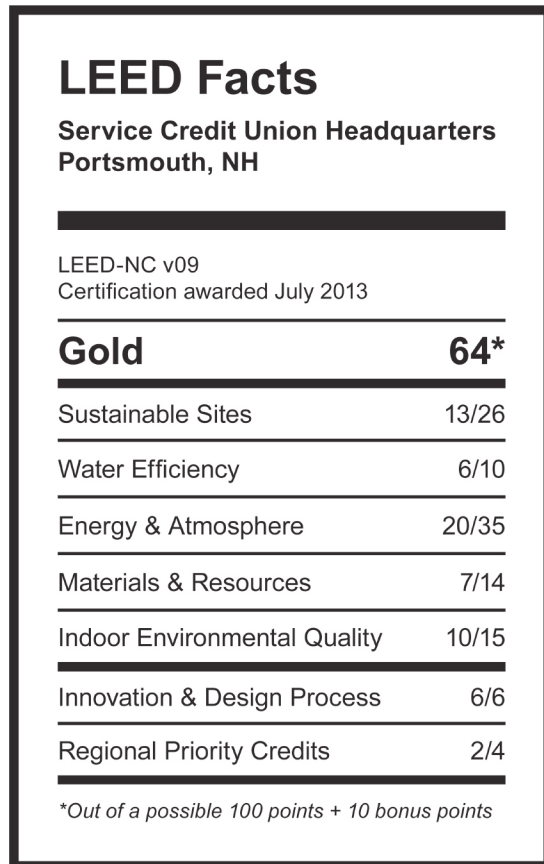 LEED Facts
Service Credit Union Headquarters
Portsmouth, NH
LEED-NC v09
Certification awarded July 2013
Gold 64*
Sustainable Sites 13/26
Water Efficiency 6/10
Energy & Atmosphere 20/35
Materials & Resources 7/14
Indoor Environmental Quality 10/15
Innovation & Design Process 6/6
Regional Priority Credits 2/4
*Out of a possible 100 points + 10 bonus points